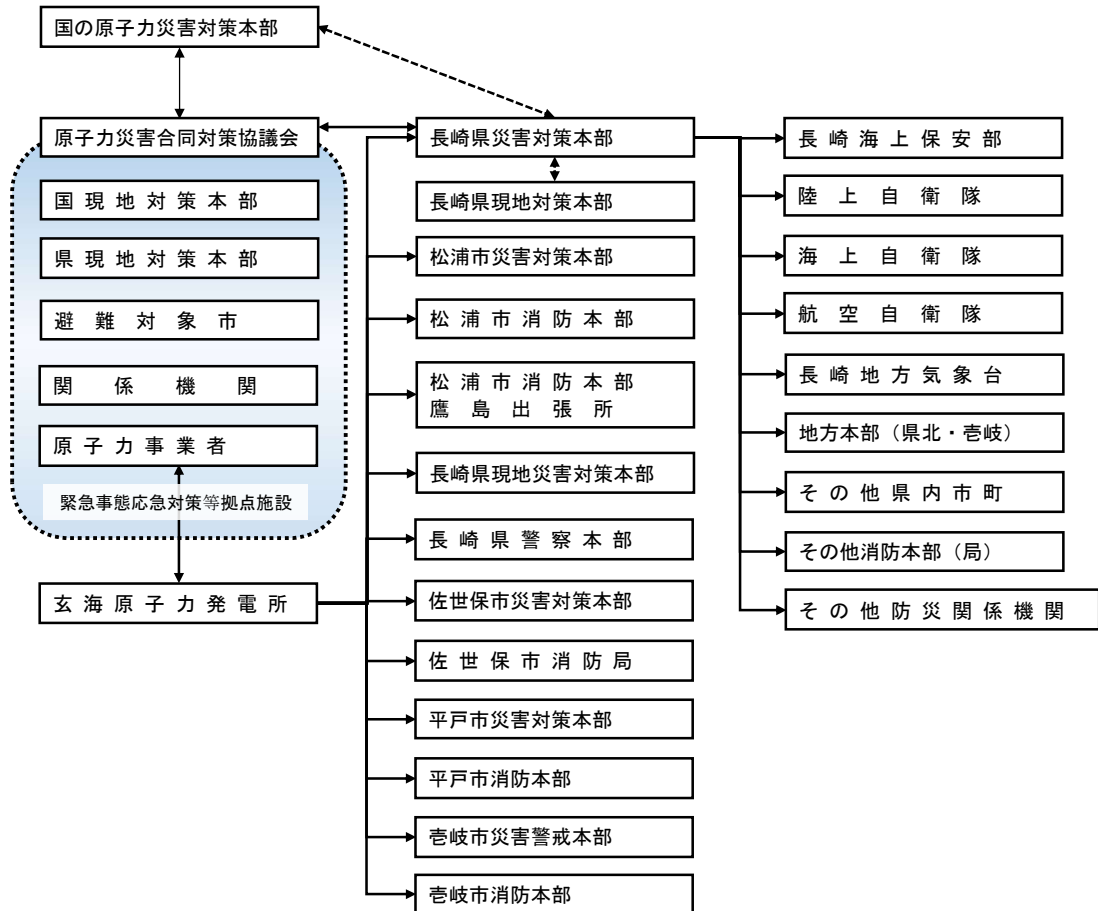 国の原子力災害対策本部
原子力災害合同対策協議会
国現地対策本部
県現地対策本部
避難対象市
関係機関
原子力事業者
緊急事態応急対策等拠点施設
玄海原子力発電所
長崎県災害対策本部
長崎県現地対策本部
松浦市災害対策本部
松浦市消防本部
松浦市消防本部
鷹島出張所
長崎県現地災害対策本部
長崎県警察本部
佐世保市災害対策本部
佐世保市消防局
平戸市災害対策本部
平戸市消防本部
壱岐市災害警戒本部
壱岐市消防本部
長崎海上保安部
陸上自衛隊
海上自衛隊
航空自衛隊
長崎地方気象台
地方本部（県北・壱岐）
その他県内市町
その他消防本部（局）
その他防災関係機関